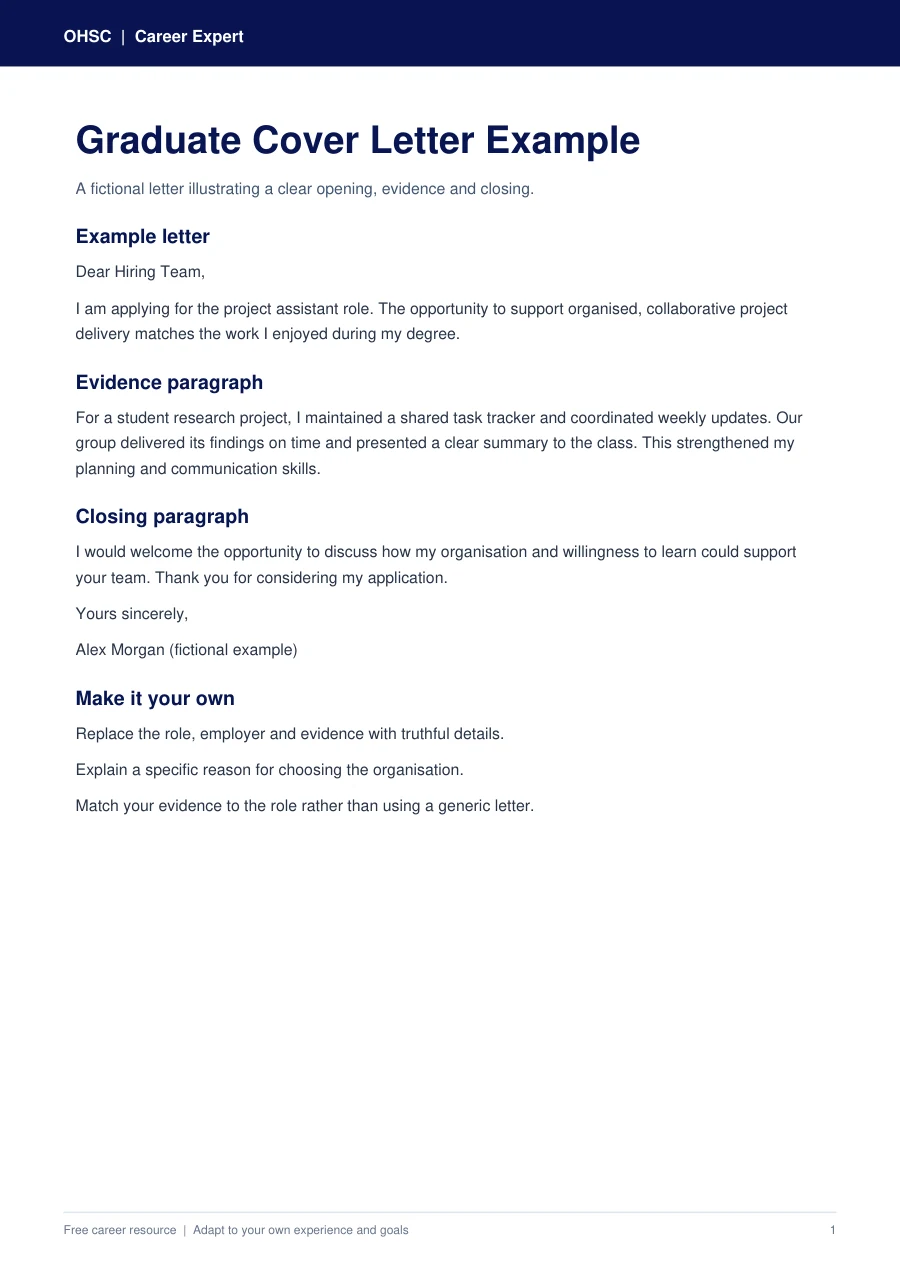 OHSC | Career Expert
Graduate Cover Letter Example
A fictional letter illustrating a clear opening, evidence and closing.
Example letter
Dear Hiring Team,
I am applying for the project assistant role. The opportunity to support organised, collaborative project
delivery matches the work I enjoyed during my degree.
Evidence paragraph
For a student research project, I maintained a shared task tracker and coordinated weekly updates. Our
group delivered its findings on time and presented a clear summary to the class. This strengthened my
planning and communication skills.
Closing paragraph
I would welcome the opportunity to discuss how my organisation and willingness to learn could support
your team. Thank you for considering my application.
Yours sincerely,
Alex Morgan (fictional example)
Make it your own
Replace the role, employer and evidence with truthful details.
Explain a specific reason for choosing the organisation.
Match your evidence to the role rather than using a generic letter.
Free career resource | Adapt to your own experience and goals
1